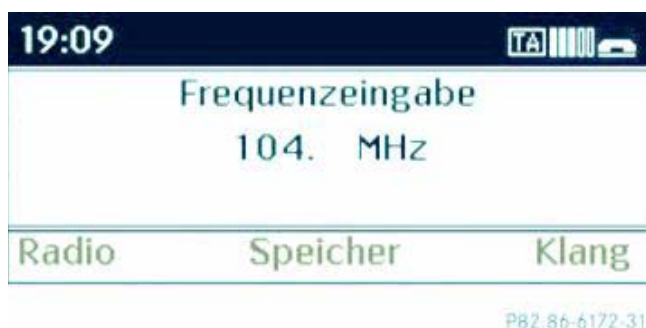 19:09 TA
Frequenzeingabe
104. MHz
Radio Speicher Klang
P82.86-6172-31